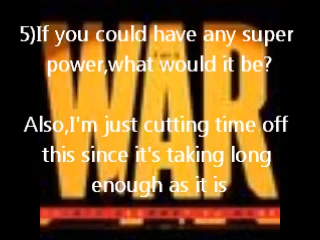 5)If you could have any super
power,what would it be?
Also,I'm just cutting time off
this since it's taking long
enough as it is
WAR